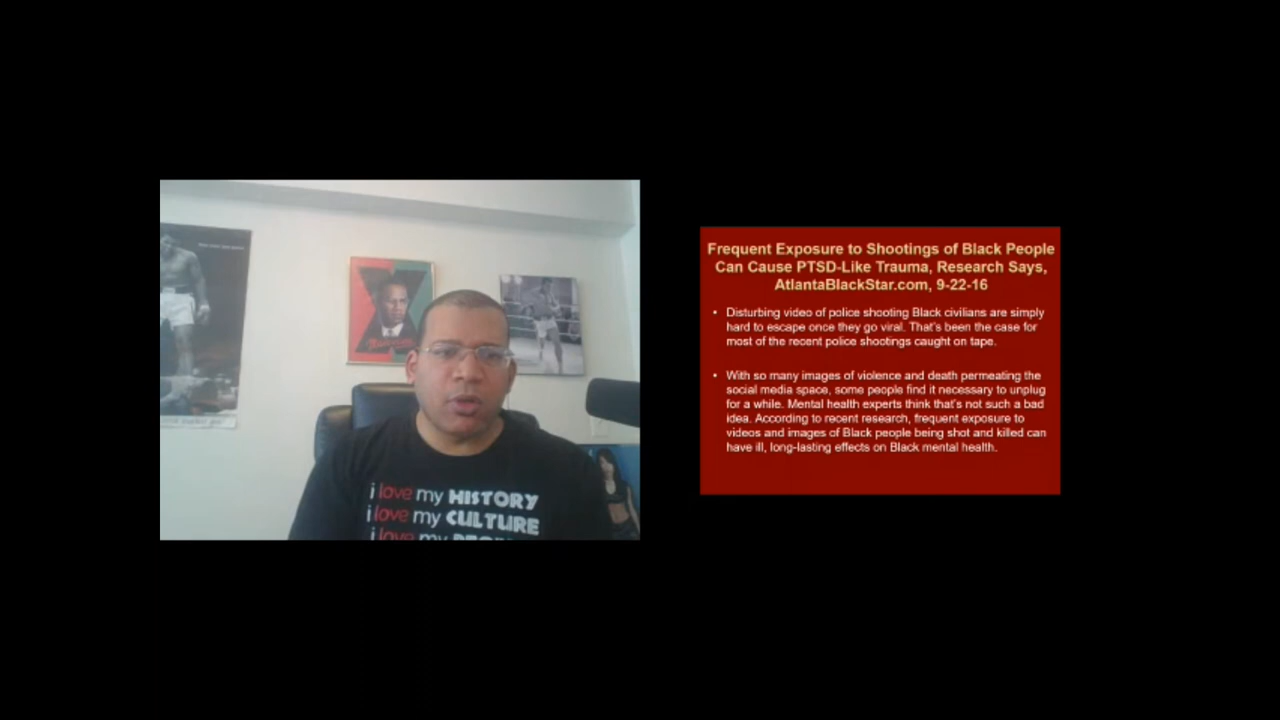 i love my HISTORY
i love my CULTURE
i love my
Frequent Exposure to Shootings of Black People
Can Cause PTSD-Like Trauma, Research Says,
AtlantaBlackStar.com, 9-22-16
• Disturbing video of police shooting Black civilians are simply
hard to escape once they go viral. That's been the case for
most of the recent police shootings caught on tape.
• With so many images of violence and death permeating the
social media space, some people find it necessary to unplug
for a while. Mental health experts think that's not such a bad
idea. According to recent research, frequent exposure to
videos and images of Black people being shot and killed can
have ill, long-lasting effects on Black mental health.